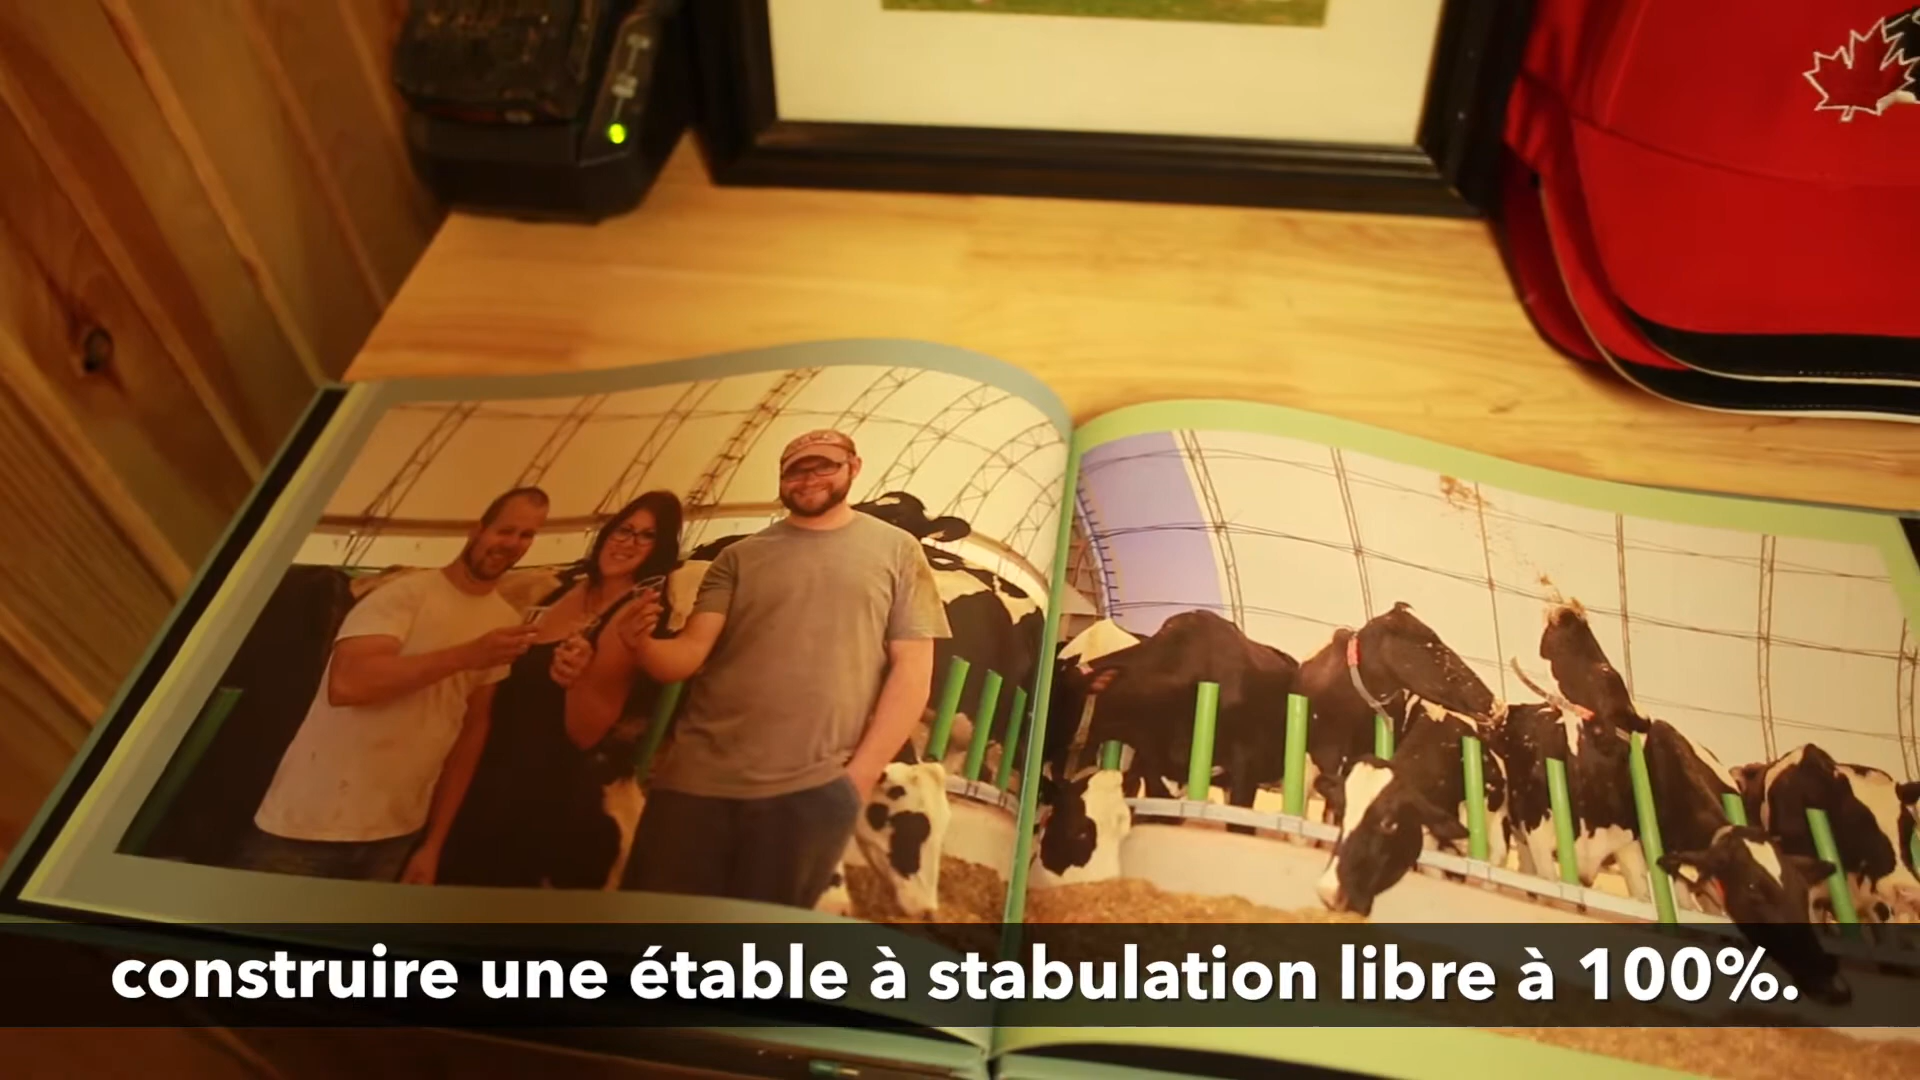 construire une étable à stabulation libre à 100%.